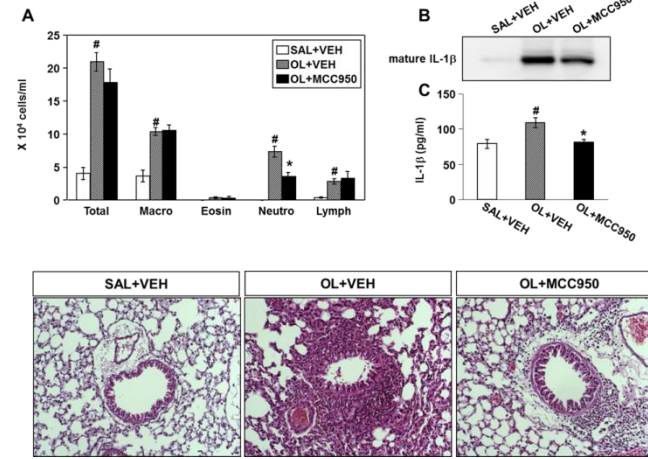 A
X 10⁴ cells/ml
25
20
15
10
5
0
#
#
#
*
#
SAL+VEH
OL+VEH
OL+MCC950
Total Macro Eosin Neutro Lymph
B
SAL+VEH OL+VEH OL+MCC950
mature IL-1β
C
IL-1β (pg/ml)
150
100
50
0
#
*
SAL+VEH OL+VEH OL+MCC950
SAL+VEH OL+VEH OL+MCC950